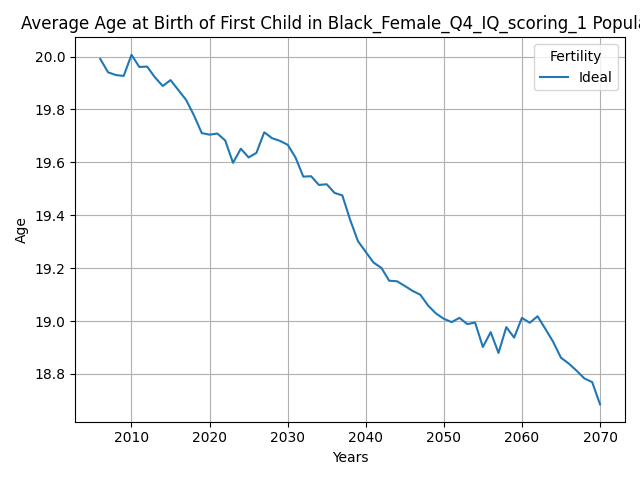 Average Age at Birth of First Child in Black_Female_Q4_IQ_scoring_1
Fertility
Ideal
20.0
19.8
19.6
19.4
19.2
19.0
18.8
Age
2010 2020 2030 2040 2050 2060 2070
Years